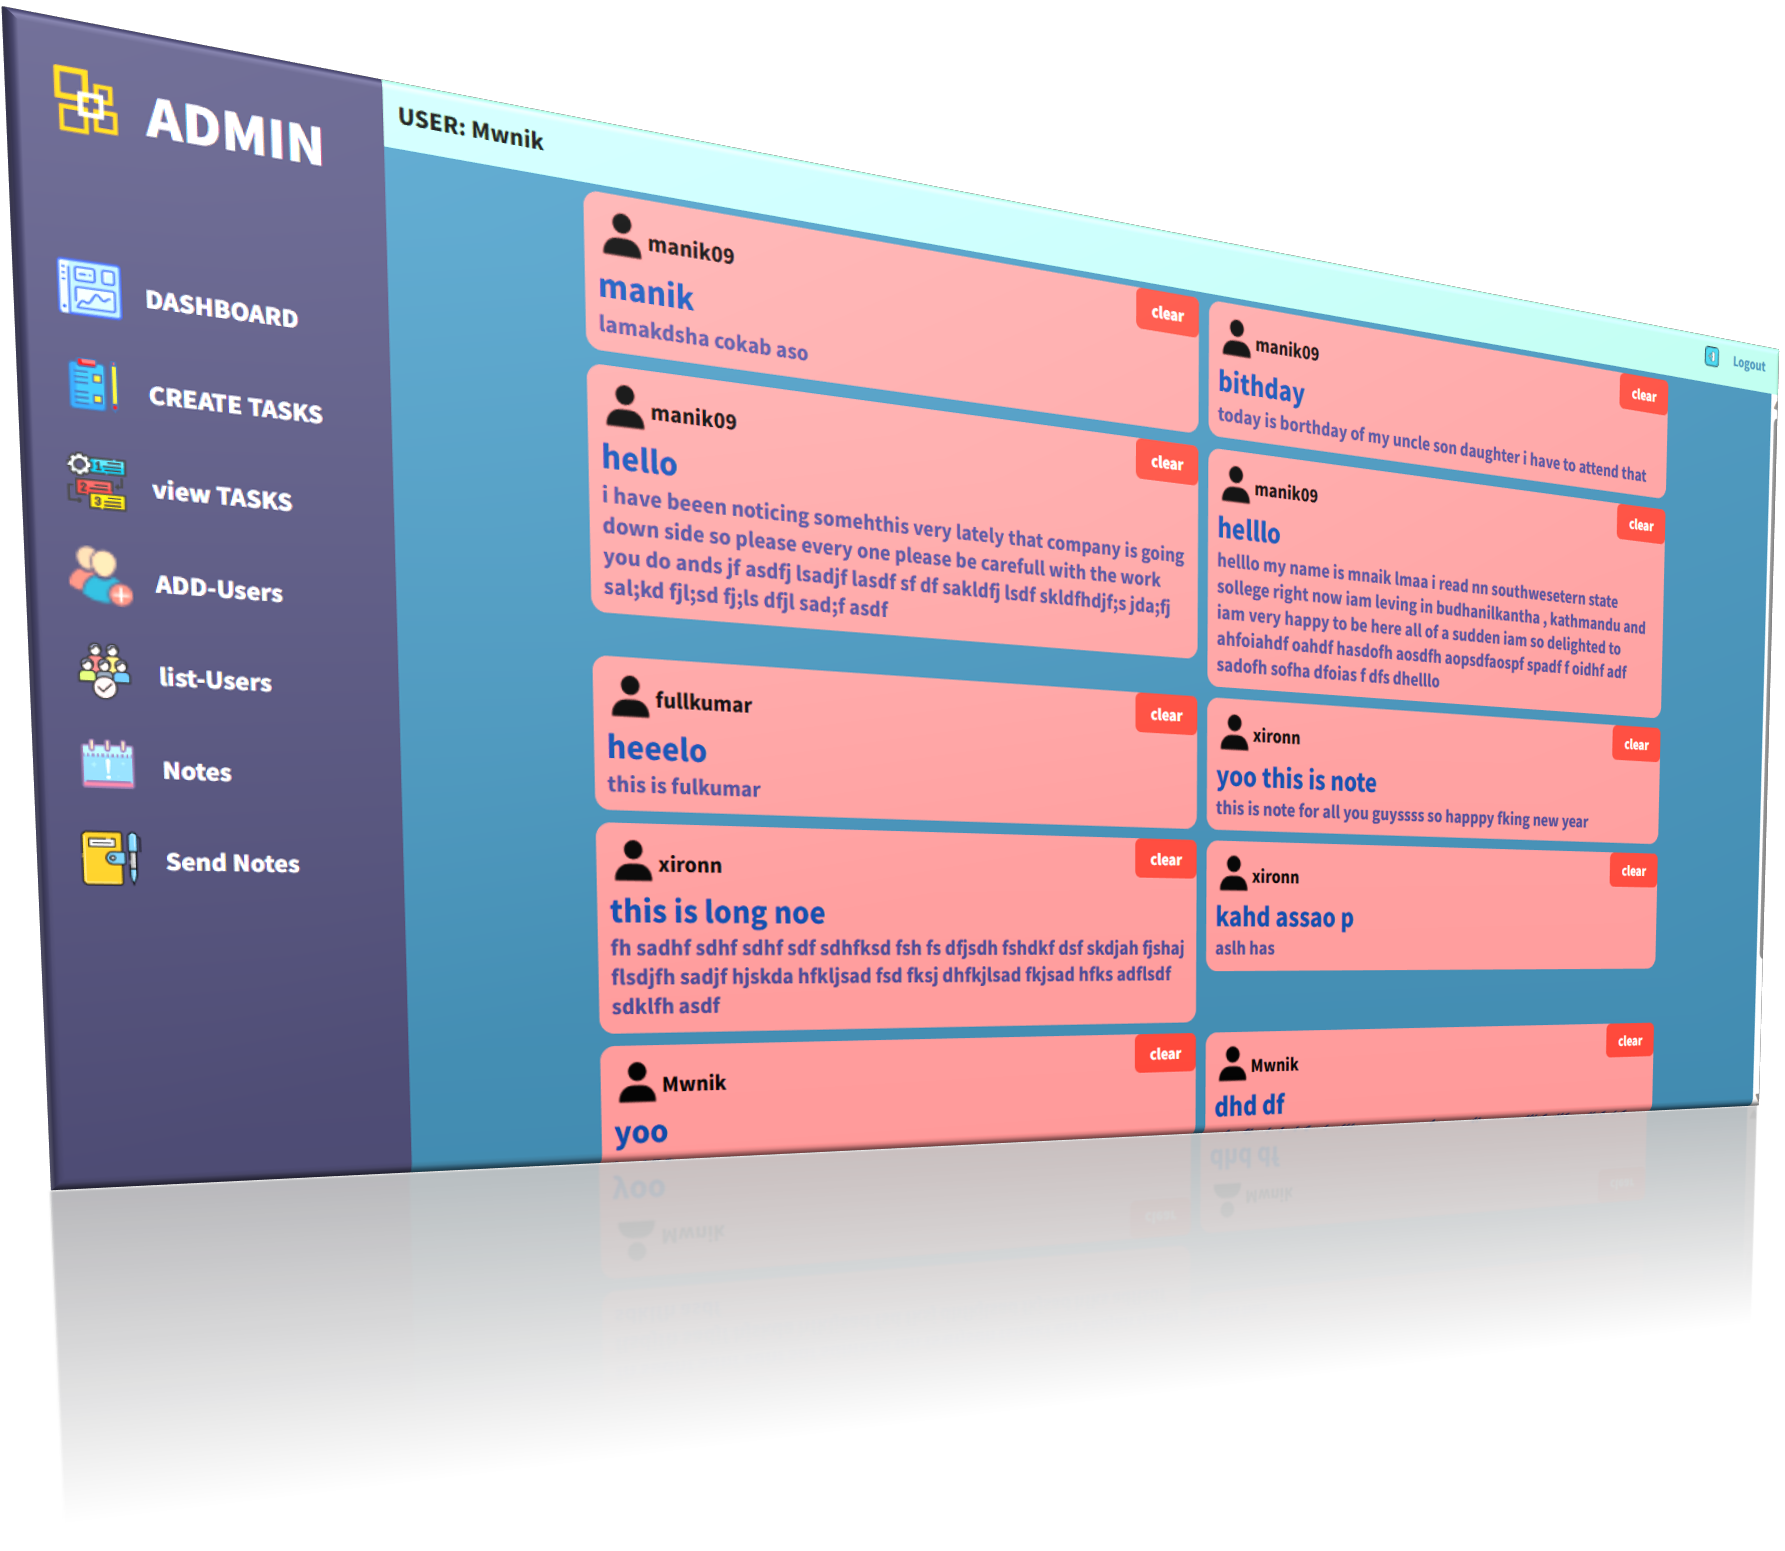 ADMIN
DASHBOARD
CREATE TASKS
view TASKS
ADD-Users
list-Users
Notes
Send Notes
USER: Mwnik
Logout
manik09
clear
manik
lamakdsha cokab aso
manik09
clear
hello
i have beeen noticing somehthis very lately that company is going
down side so please every one please be carefull with the work
you do ands jf asdfj lsadjf lasdf sf df sakldfj lsdf skldfhdjf;s jda;fj
sal;kd fjl;sd fj;ls dfjl sad;f asdf
fullkumar
clear
heeelo
this is fulkumar
xironn
clear
this is long noe
fh sadhf sdhf sdhf sdf sdhfksd fsh fs dfjsdh fshdkf dsf skdjah fjshaj
flsdjfh sadjf hjskda hfkljsad fsd fksj dhfkjlsad fkjsad hfks adflsdf
sdklfh asdf
Mwnik
clear
yoo
manik09
clear
bithday
today is borthday of my uncle son daughter i have to attend that
manik09
clear
helllo
helllo my name is mnaik lmaa i read nn southwesetern state
sollege right now iam leving in budhanilkantha , kathmandu and
iam very happy to be here all of a sudden iam so delighted to
ahfoiahdf oahdf hasdofh aosdfh aopsdfaospf spadf f oidhf adf
sadofh sofha dfoias f dfs dhelllo
xironn
clear
yoo this is note
this is note for all you guyssss so happpy fking new year
xironn
clear
kahd assao p
aslh has
Mwnik
clear
dhd df